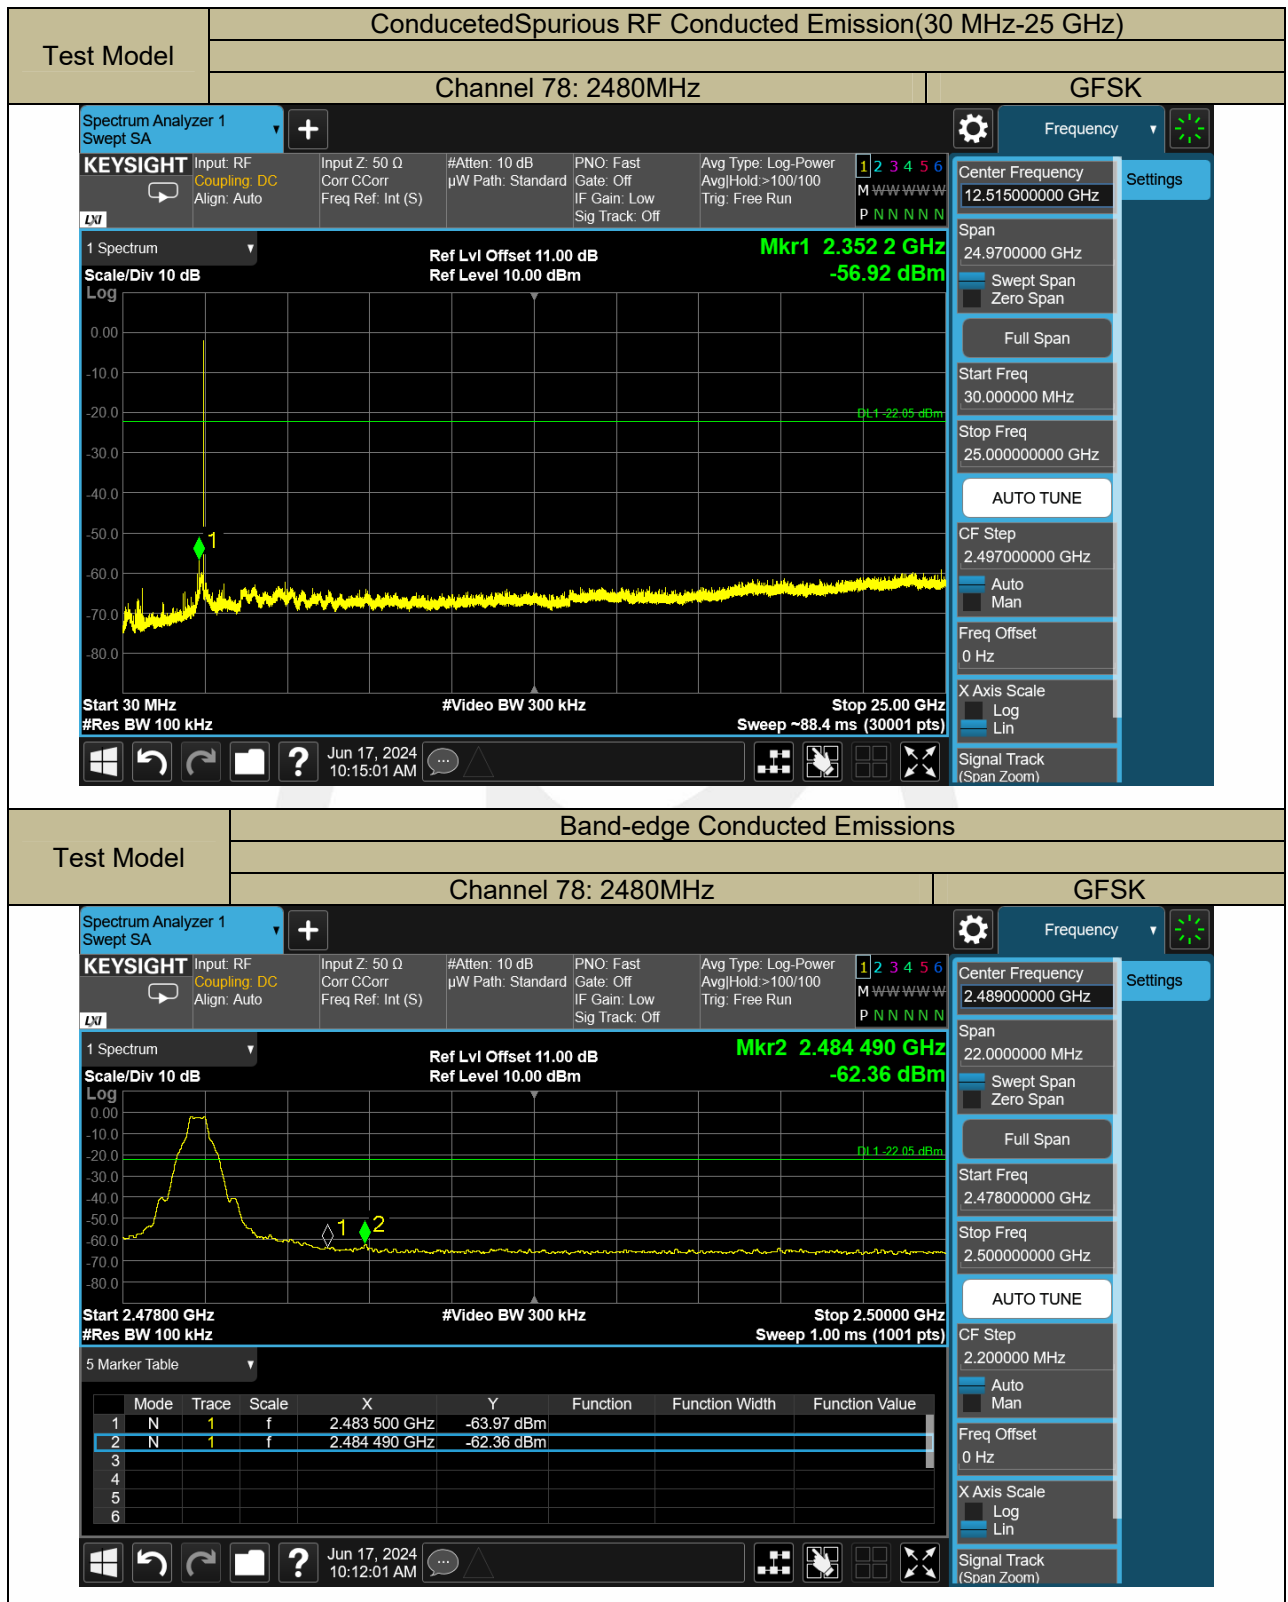 Test Model
ConducetedSpurious RF Conducted Emission(30 MHz-25 GHz)
Channel 78: 2480MHz
GFSK
Spectrum Analyzer 1
Swept SA
Frequency
KEYSIGHT
LXI
Input: RF
Coupling: DC
Align: Auto
Input Z: 50 Ω
Corr CCorr
Freq Ref: Int (S)
#Atten: 10 dB
µW Path: Standard
PNO: Fast
Gate: Off
IF Gain: Low
Sig Track: Off
Avg Type: Log-Power
Avg|Hold:>100/100
Trig: Free Run
1 2 3 4 5 6
M W W W W W
P N N N N N
1 Spectrum
Scale/Div 10 dB
Ref Lvl Offset 11.00 dB
Ref Level 10.00 dBm
Mkr1 2.352 2 GHz
-56.92 dBm
Log
0.00
-10.0
-20.0
-30.0
-40.0
-50.0
-60.0
-70.0
-80.0
DL1 -22.05 dBm
1
Start 30 MHz
#Res BW 100 kHz
#Video BW 300 kHz
Stop 25.00 GHz
Sweep ~88.4 ms (30001 pts)
Jun 17, 2024
10:15:01 AM
Center Frequency
12.515000000 GHz
Settings
Span
24.9700000 GHz
Swept Span
Zero Span
Full Span
Start Freq
30.000000 MHz
Stop Freq
25.000000000 GHz
AUTO TUNE
CF Step
2.497000000 GHz
Auto
Man
Freq Offset
0 Hz
X Axis Scale
Log
Lin
Signal Track
(Span Zoom)
Test Model
Band-edge Conducted Emissions
Channel 78: 2480MHz
GFSK
Spectrum Analyzer 1
Swept SA
Frequency
KEYSIGHT
LXI
Input: RF
Coupling: DC
Align: Auto
Input Z: 50 Ω
Corr CCorr
Freq Ref: Int (S)
#Atten: 10 dB
µW Path: Standard
PNO: Fast
Gate: Off
IF Gain: Low
Sig Track: Off
Avg Type: Log-Power
Avg|Hold:>100/100
Trig: Free Run
1 2 3 4 5 6
M W W W W W
P N N N N N
1 Spectrum
Scale/Div 10 dB
Ref Lvl Offset 11.00 dB
Ref Level 10.00 dBm
Mkr2 2.484 490 GHz
-62.36 dBm
Log
0.00
-10.0
-20.0
-30.0
-40.0
-50.0
-60.0
-70.0
-80.0
DL1 -22.05 dBm
1
2
Start 2.47800 GHz
#Res BW 100 kHz
#Video BW 300 kHz
Stop 2.50000 GHz
Sweep 1.00 ms (1001 pts)
5 Marker Table
Mode Trace Scale X Y Function Function Width Function Value
1 N 1 f 2.483 500 GHz -63.97 dBm
2 N 1 f 2.484 490 GHz -62.36 dBm
3
4
5
6
Jun 17, 2024
10:12:01 AM
Center Frequency
2.489000000 GHz
Settings
Span
22.0000000 MHz
Swept Span
Zero Span
Full Span
Start Freq
2.478000000 GHz
Stop Freq
2.500000000 GHz
AUTO TUNE
CF Step
2.200000 MHz
Auto
Man
Freq Offset
0 Hz
X Axis Scale
Log
Lin
Signal Track
(Span Zoom)